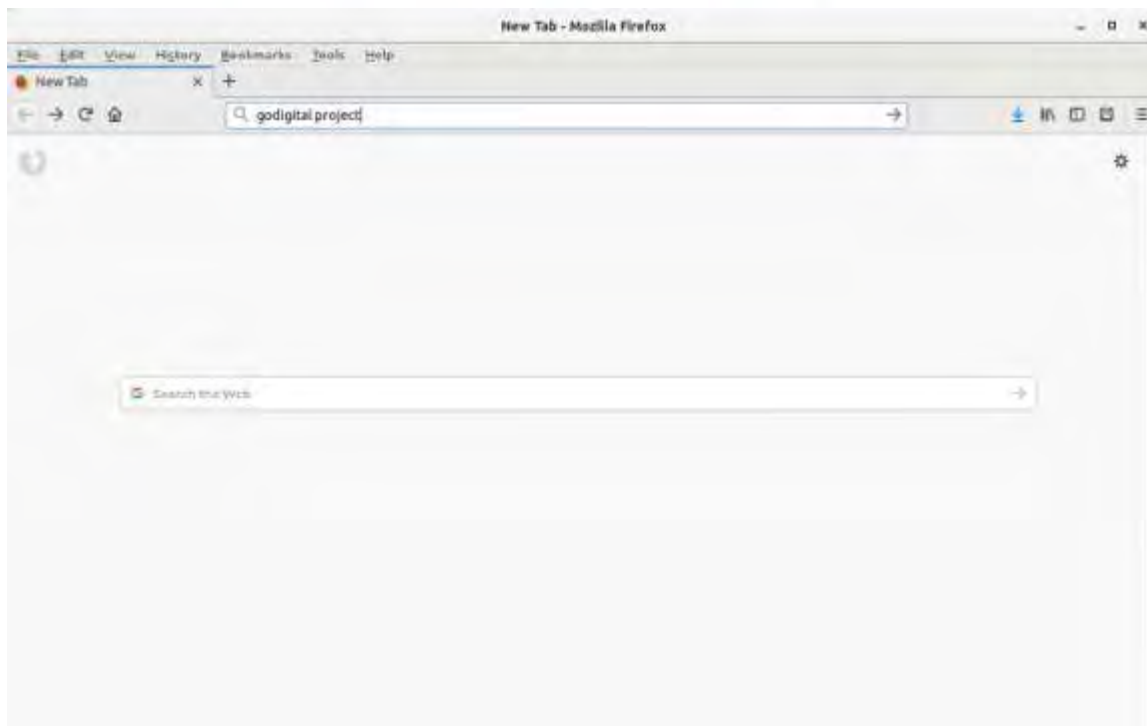 New Tab - Mozilla Firefox
File Edit View History Bookmarks Tools Help
New Tab
godigital project
Search the Web